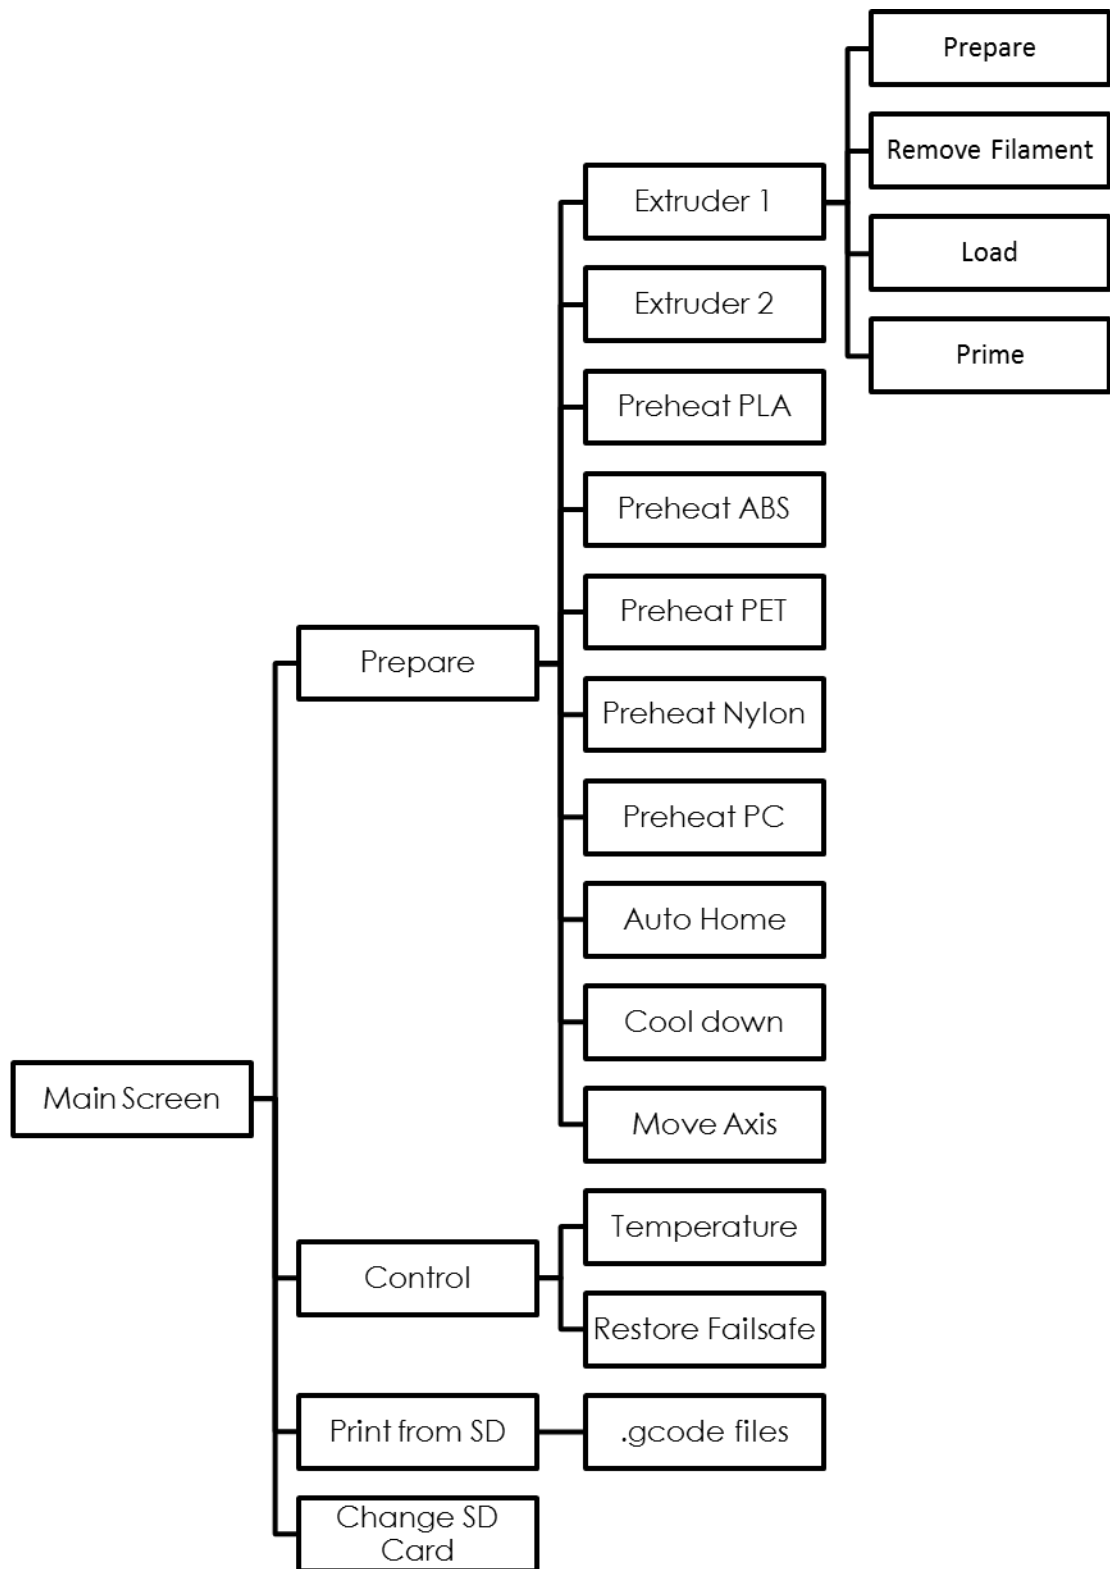 Prepare
Remove Filament
Extruder 1
Load
Extruder 2
Prime
Preheat PLA
Preheat ABS
Preheat PET
Prepare
Preheat Nylon
Preheat PC
Auto Home
Cool down
Main Screen
Move Axis
Temperature
Control
Restore Failsafe
Print from SD
.gcode files
Change SD
Card